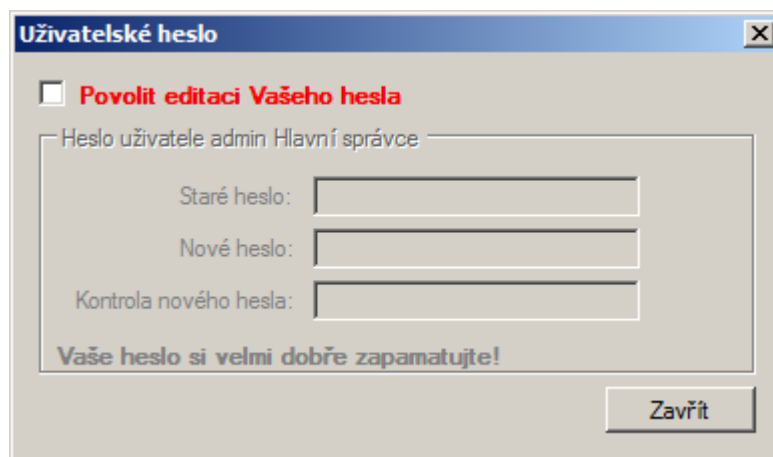 Uživatelské heslo
Povolit editaci Vašeho hesla
Heslo uživatele admin Hlavní správce
Staré heslo:
Nové heslo:
Kontrola nového hesla:
Vaše heslo si velmi dobře zapamatujte!
Zavřít